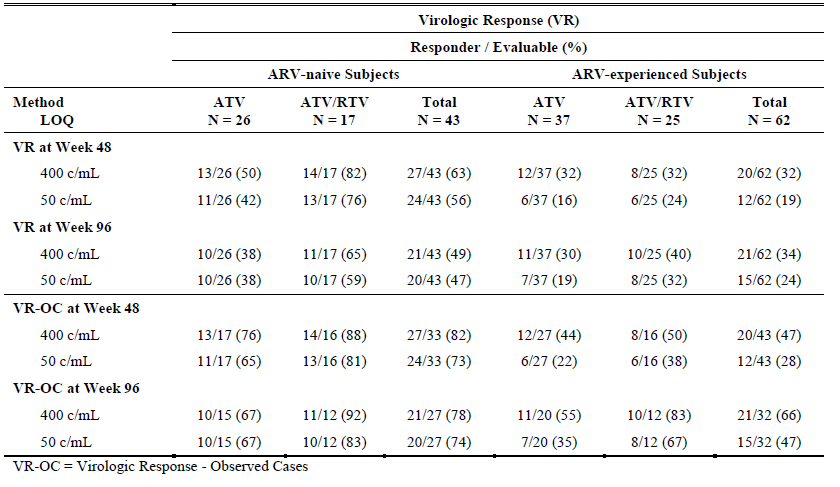 Virologic Response (VR)
Responder / Evaluable (%)
ARV-naive Subjects ARV-experienced Subjects
Method ATV ATV/RTV Total ATV ATV/RTV Total
LOQ N = 26 N = 17 N = 43 N = 37 N = 25 N = 62
VR at Week 48
400 c/mL 13/26 (50) 14/17 (82) 27/43 (63) 12/37 (32) 8/25 (32) 20/62 (32)
50 c/mL 11/26 (42) 13/17 (76) 24/43 (56) 6/37 (16) 6/25 (24) 12/62 (19)
VR at Week 96
400 c/mL 10/26 (38) 11/17 (65) 21/43 (49) 11/37 (30) 10/25 (40) 21/62 (34)
50 c/mL 10/26 (38) 10/17 (59) 20/43 (47) 7/37 (19) 8/25 (32) 15/62 (24)
VR-OC at Week 48
400 c/mL 13/17 (76) 14/16 (88) 27/33 (82) 12/27 (44) 8/16 (50) 20/43 (47)
50 c/mL 11/17 (65) 13/16 (81) 24/33 (73) 6/27 (22) 6/16 (38) 12/43 (28)
VR-OC at Week 96
400 c/mL 10/15 (67) 11/12 (92) 21/27 (78) 11/20 (55) 10/12 (83) 21/32 (66)
50 c/mL 10/15 (67) 10/12 (83) 20/27 (74) 7/20 (35) 8/12 (67) 15/32 (47)
VR-OC = Virologic Response - Observed Cases